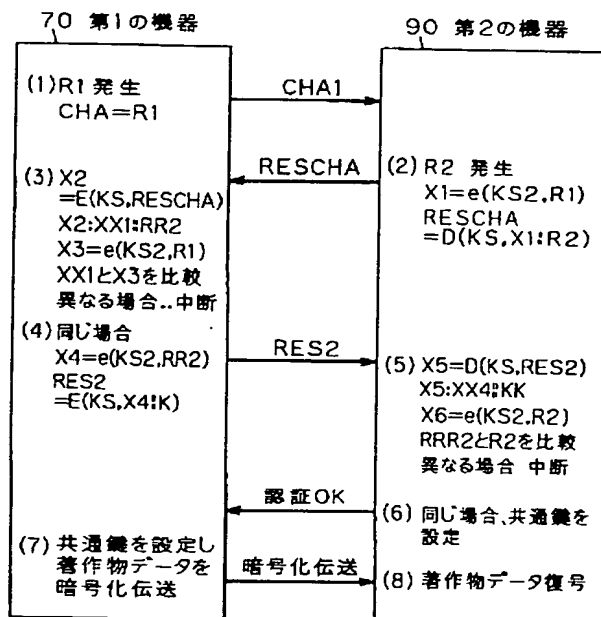 70 第1の機器
90 第2の機器
(1) R1 発生
CHA=R1
CHA1
RESCHA
(2) R2 発生
X1=e(KS2,R1)
RESCHA
=D(KS,X1∥R2)
(3) X2
=E(KS,RESCHA)
X2:XX1∥RR2
X3=e(KS2,R1)
XX1とX3を比較
異なる場合..中断
(4) 同じ場合
X4=e(KS2,RR2)
RES2
=E(KS,X4∥K)
RES2
(5) X5=D(KS,RES2)
X5:XX4∥KK
X6=e(KS2,R2)
RRR2とR2を比較
異なる場合 中断
認証OK
(6) 同じ場合、共通鍵を
設定
(7) 共通鍵を設定し
著作物データを
暗号化伝送
暗号化伝送
(8) 著作物データ復号